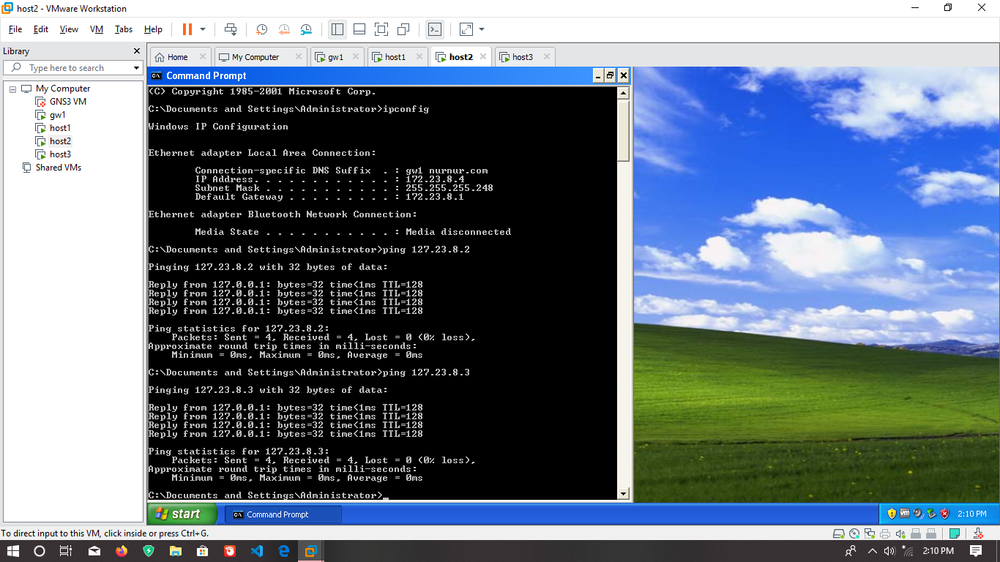 host2 - VMware Workstation
File Edit View VM Tabs Help
Library
Type here to search
My Computer
GNS3 VM
gw1
host1
host2
host3
Shared VMs
Home My Computer gw1 host1 host2 host3
Command Prompt
(C) Copyright 1985-2001 Microsoft Corp.
C:\Documents and Settings\Administrator>ipconfig
Windows IP Configuration
Ethernet adapter Local Area Connection:
Connection-specific DNS Suffix . : gw1 nurnur.com
IP Address. . . . . . . . . . . . : 172.23.8.4
Subnet Mask . . . . . . . . . . . : 255.255.255.248
Default Gateway . . . . . . . . . : 172.23.8.1
Ethernet adapter Bluetooth Network Connection:
Media State . . . . . . . . . . . : Media disconnected
C:\Documents and Settings\Administrator>ping 127.23.8.2
Pinging 127.23.8.2 with 32 bytes of data:
Reply from 127.0.0.1: bytes=32 time<1ms TTL=128
Reply from 127.0.0.1: bytes=32 time<1ms TTL=128
Reply from 127.0.0.1: bytes=32 time<1ms TTL=128
Reply from 127.0.0.1: bytes=32 time<1ms TTL=128
Ping statistics for 127.23.8.2:
Packets: Sent = 4, Received = 4, Lost = 0 (0% loss),
Approximate round trip times in milli-seconds:
Minimum = 0ms, Maximum = 0ms, Average = 0ms
C:\Documents and Settings\Administrator>ping 127.23.8.3
Pinging 127.23.8.3 with 32 bytes of data:
Reply from 127.0.0.1: bytes=32 time<1ms TTL=128
Reply from 127.0.0.1: bytes=32 time<1ms TTL=128
Reply from 127.0.0.1: bytes=32 time<1ms TTL=128
Reply from 127.0.0.1: bytes=32 time<1ms TTL=128
Ping statistics for 127.23.8.3:
Packets: Sent = 4, Received = 4, Lost = 0 (0% loss),
Approximate round trip times in milli-seconds:
Minimum = 0ms, Maximum = 0ms, Average = 0ms
C:\Documents and Settings\Administrator>_
start Command Prompt 2:10 PM
To direct input to this VM, click inside or press Ctrl+G.
2:10 PM